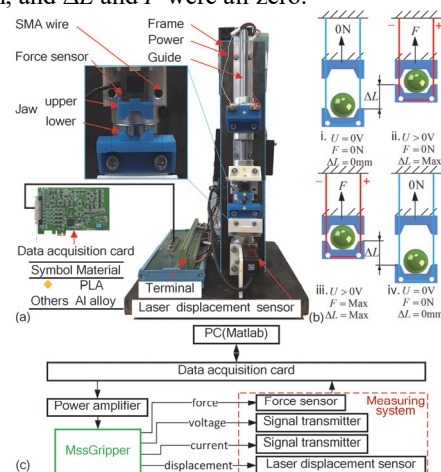 n, and ΔL and F were all zero.
SMA wire
Force sensor
Jaw upper
lower
Frame
Power
Guide
Data acquisition card
Symbol Material
PLA
Others Al alloy
(a)
Terminal
Laser displacement sensor
0N
ΔL
i. U = 0V
F = 0N
ΔL = 0mm
− F +
ii. U > 0V
F = 0N
ΔL = Max
− F +
ΔL
iii. U > 0V
F = Max
ΔL = Max
0N
iv. U = 0V
F = 0N
ΔL = 0mm
(b)
PC(Matlab)
Data acquisition card
Power amplifier
MssGripper
force
voltage
current
displacement
Force sensor
Signal transmitter
Signal transmitter
Laser displacement sensor
Measuring
system
(c)